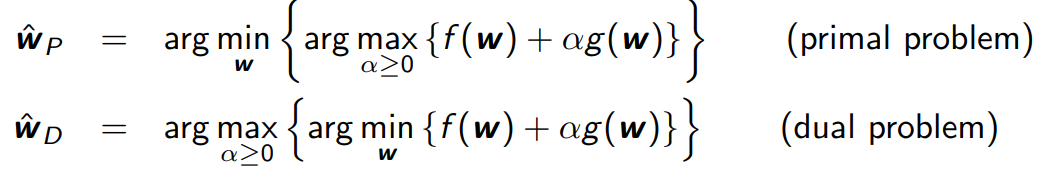 ŵ_P = arg min_w { arg max_{α≥0} {f(w) + αg(w)} } (primal problem)
ŵ_D = arg max_{α≥0} { arg min_w {f(w) + αg(w)} } (dual problem)